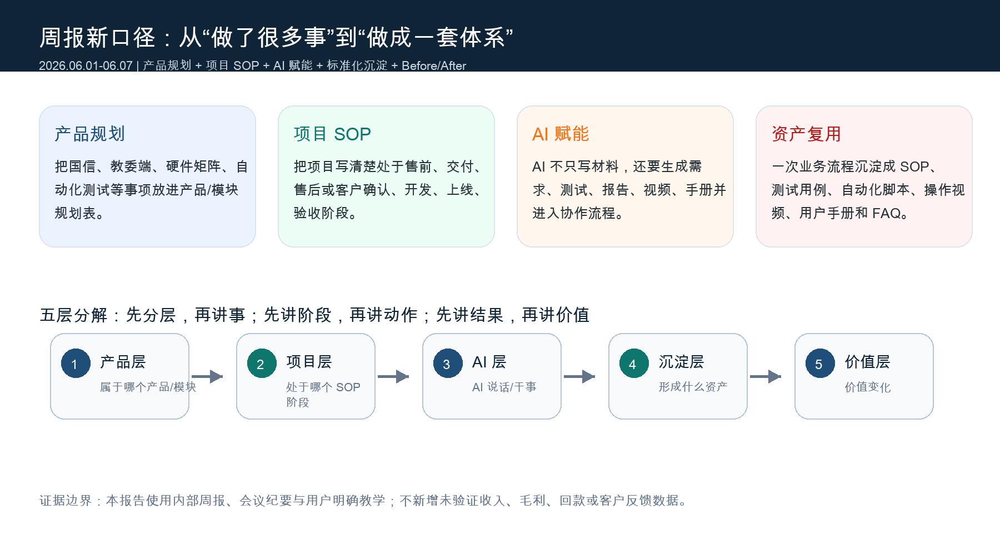 周报新口径：从“做了很多事”到“做成一套体系”
2026.06.01-06.07 | 产品规划 + 项目 SOP + AI 赋能 + 标准化沉淀 + Before/After
产品规划
把国信、教委端、硬件矩阵、自
动化测试等事项放进产品/模块
规划表。
项目 SOP
把项目写清楚处于售前、交付、
售后或客户确认、开发、上线、
验收阶段。
AI 赋能
AI 不只写材料，还要生成需
求、测试、报告、视频、手册并
进入协作流程。
资产复用
一次业务流程沉淀成 SOP、
测试用例、自动化脚本、操作视
频、用户手册和 FAQ。
五层分解：先分层，再讲事；先讲阶段，再讲动作；先讲结果，再讲价值
1
产品层
属于哪个产品/模块
2
项目层
处于哪个 SOP
阶段
3
AI 层
AI 说话/干事
4
沉淀层
形成什么资产
5
价值层
价值变化
证据边界：本报告使用内部周报、会议纪要与用户明确教学；不新增未验证收入、毛利、回款或客户反馈数据。